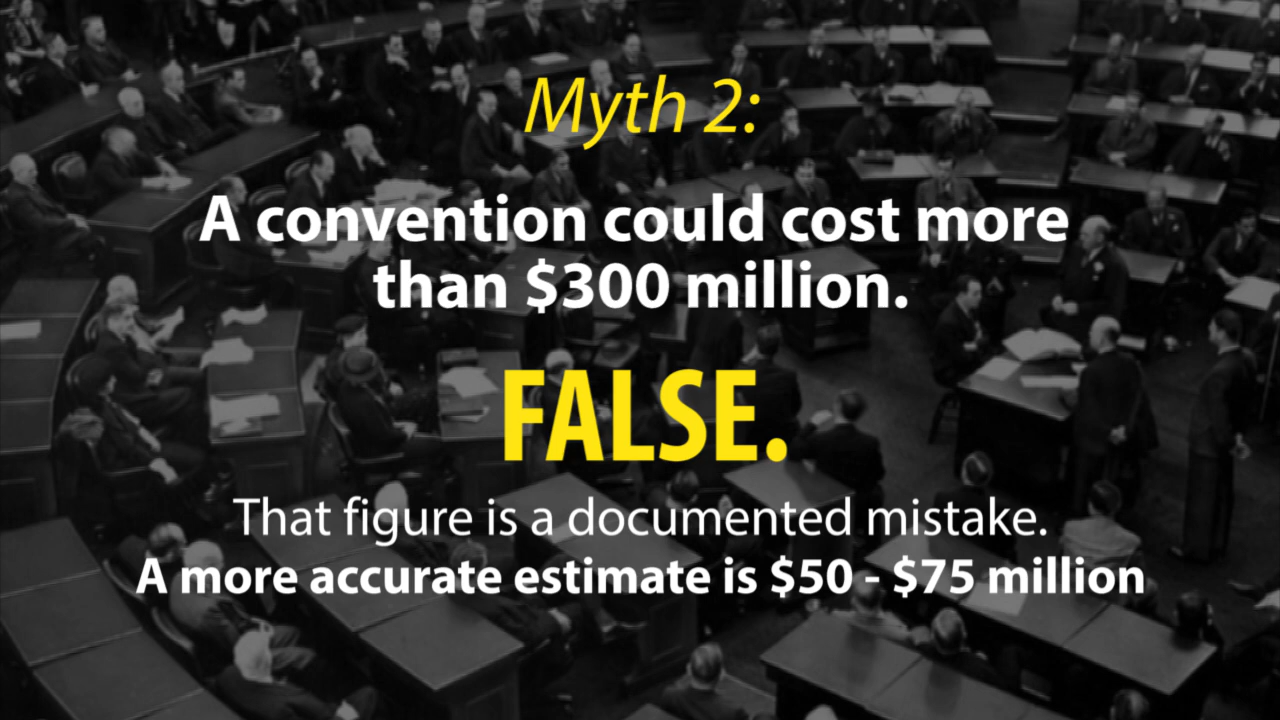 Myth 2:
A convention could cost more
than $300 million.
FALSE.
That figure is a documented mistake.
A more accurate estimate is $50 - $75 million